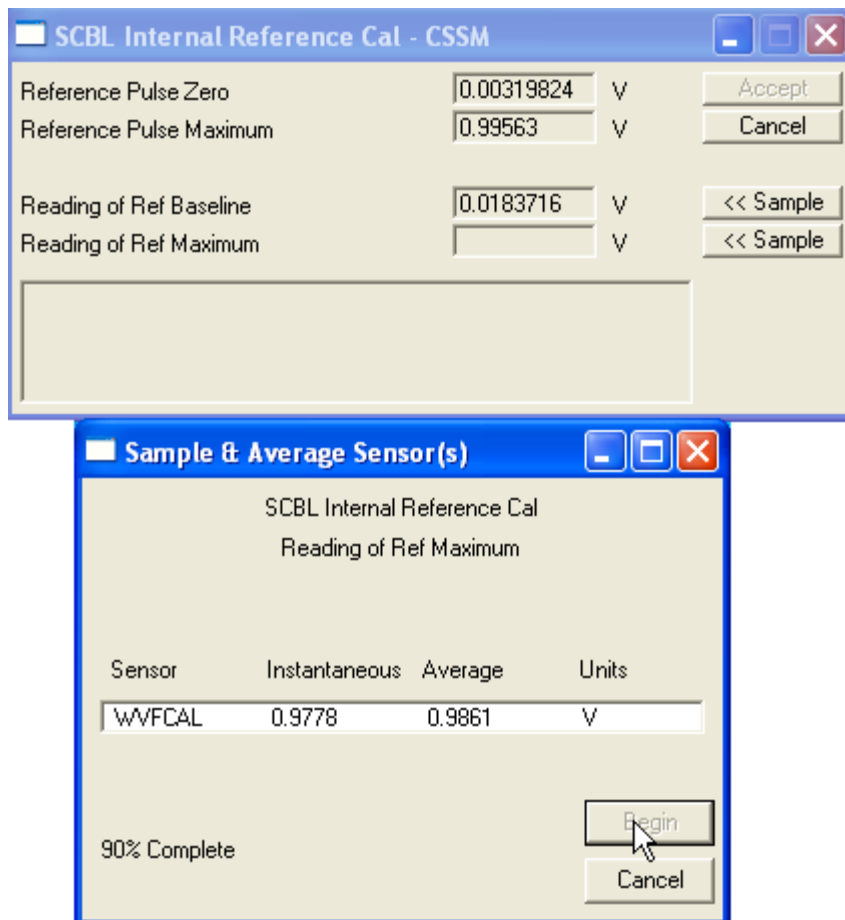 SCBL Internal Reference Cal - CSSM
Reference Pulse Zero 0.00319824 V Accept
Reference Pulse Maximum 0.99563 V Cancel
Reading of Ref Baseline 0.0183716 V << Sample
Reading of Ref Maximum V << Sample
Sample & Average Sensor(s)
SCBL Internal Reference Cal
Reading of Ref Maximum
Sensor Instantaneous Average Units
WVFCAL 0.9778 0.9861 V
Begin
90% Complete
Cancel